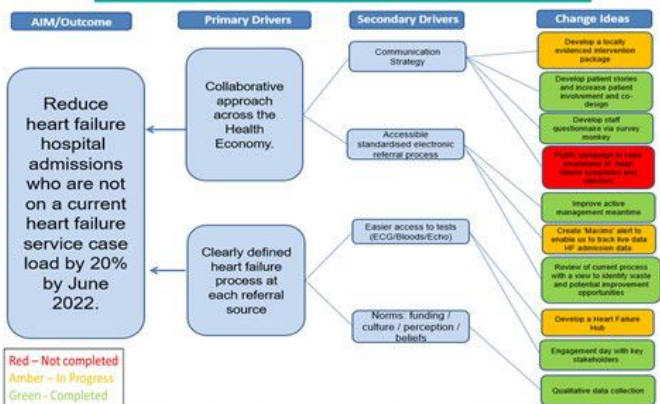 AIM/Outcome
Primary Drivers
Secondary Drivers
Change Ideas
Reduce
heart failure
hospital
admissions
who are not
on a current
heart failure
service case
load by 20%
by June
2022.
Collaborative
approach
across the
Health
Economy.
Clearly defined
heart failure
process at
each referral
source
Communication
Strategy
Accessible
standardised electronic
referral process
Easier access to tests
(ECG/Bloods/Echo)
Norms: funding /
culture / perception /
beliefs
Develop a locally
evidenced intervention
package
Develop patient stories
and increase patient
involvement and co-
design
Develop staff
questionnaire via survey
monkey
Public campaign to raise
awareness of heart
failure symptoms and
services
Improve active
management meantime
Create 'Maxims' alert to
enable us to track live data
HF admission data
Review of current process
with a view to identify waste
and potential improvement
opportunities
Develop a Heart Failure
Hub
Engagement day with key
stakeholders
Qualitative data collection
Red – Not completed
Amber – In Progress
Green - Completed